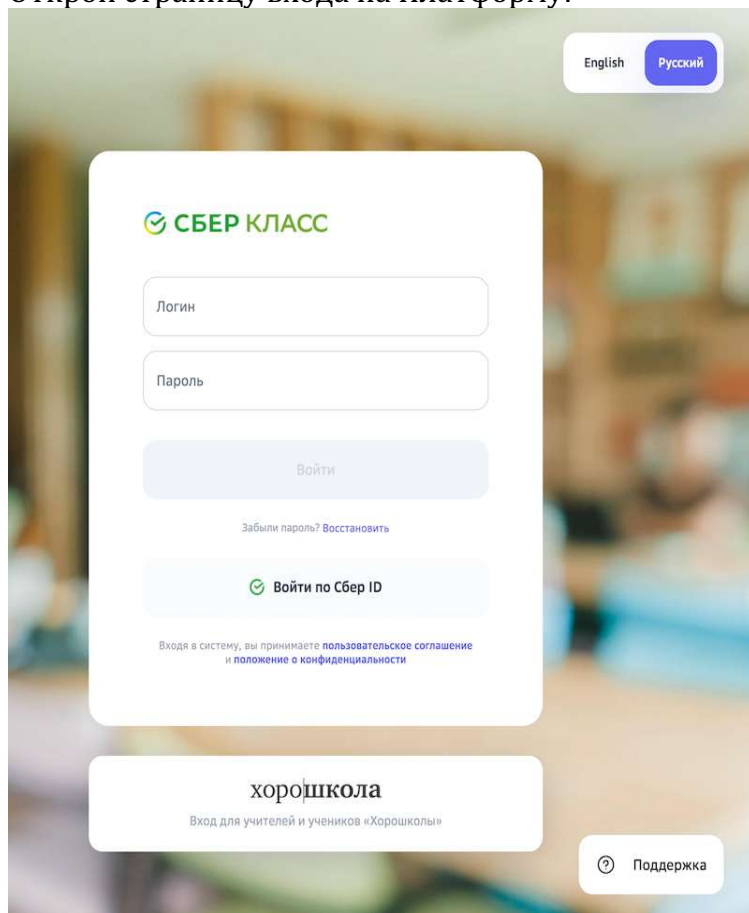 Открой страницу входа на платформу:
English Русский
СБЕР КЛАСС
Логин
Пароль
Войти
Забыли пароль? Восстановить
Войти по Сбер ID
Входя в систему, вы принимаете пользовательское соглашение
и положение о конфиденциальности
хорошкола
Вход для учителей и учеников «Хорошколы»
Поддержка